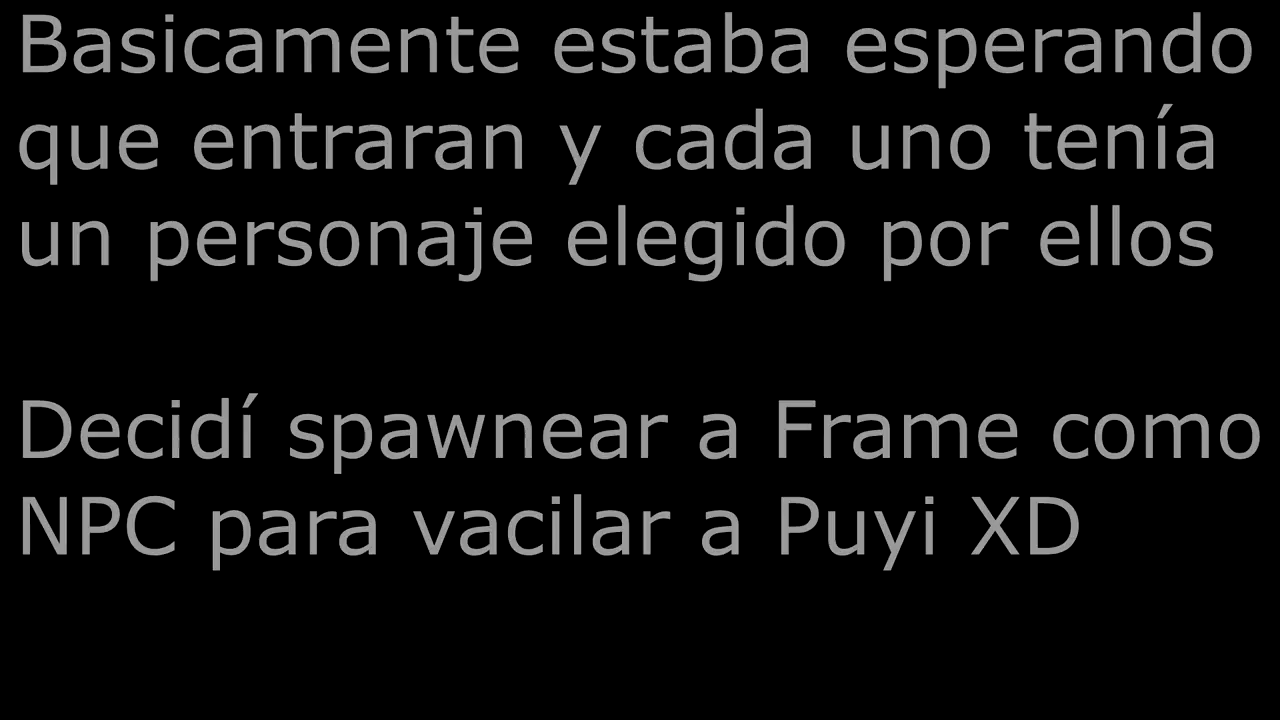 Basicamente estaba esperando
que entraran y cada uno tenía
un personaje elegido por ellos
Decidí spawnear a Frame como
NPC para vacilar a Puyi XD